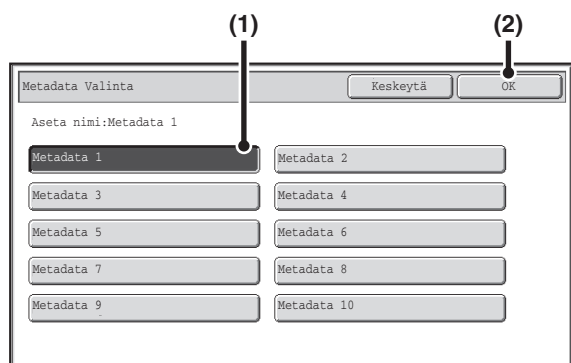 (1) (2)
Metadata Valinta Keskeytä OK
Aseta nimi:Metadata 1
Metadata 1 Metadata 2
Metadata 3 Metadata 4
Metadata 5 Metadata 6
Metadata 7 Metadata 8
Metadata 9 Metadata 10